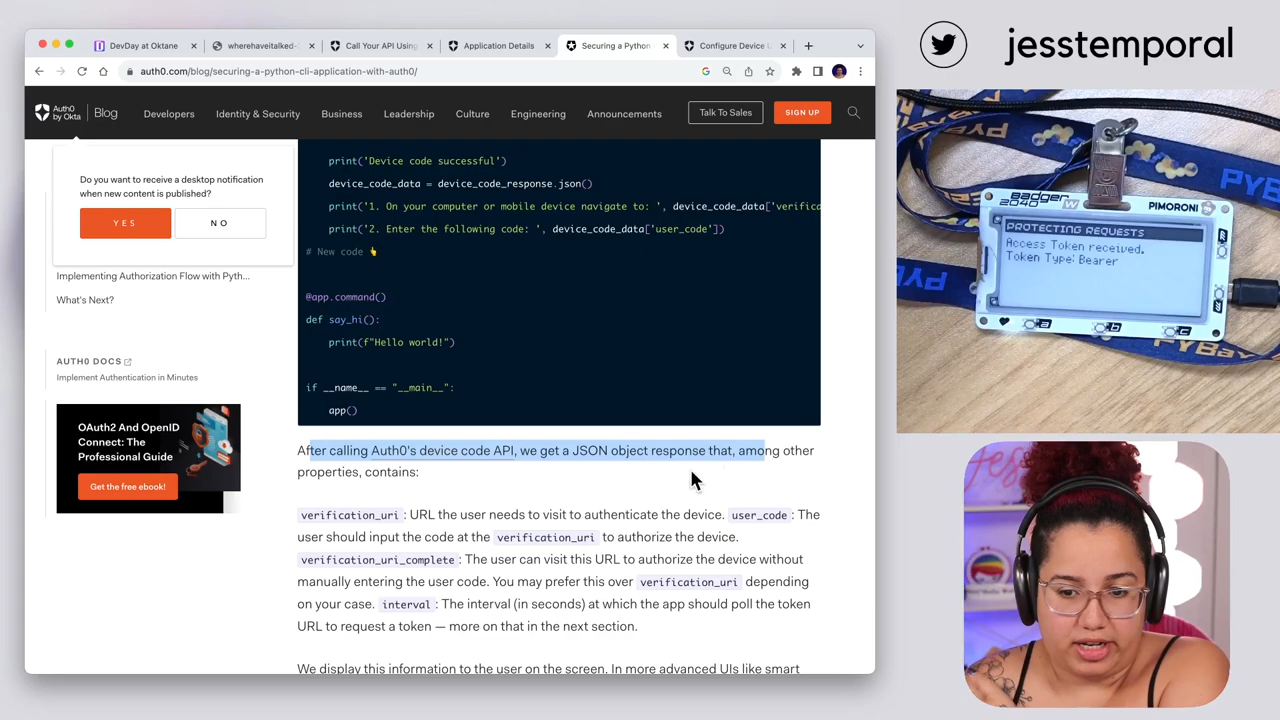 DevDay at Oktane
wherehaveitalked-
Call Your API Using
Application Details
Securing a Python
Configure Device U
auth0.com/blog/securing-a-python-cli-application-with-auth0/
Auth0 by Okta
Blog
Developers
Identity & Security
Business
Leadership
Culture
Engineering
Announcements
Talk To Sales
SIGN UP
Do you want to receive a desktop notification
when new content is published?
YES
NO
Implementing Authorization Flow with Pyth...
What's Next?
AUTH0 DOCS
Implement Authentication in Minutes
OAuth2 And OpenID
Connect: The
Professional Guide
Get the free ebook!
print('Device code successful')
device_code_data = device_code_response.json()
'1. On your computer or mobile device navigate to: ', device_code_data['verifica
print('2. Enter the following code: ', device_code_data['user_code'])
# New code 👆
@app.command()
def say_hi():
print(f"Hello world!")
if __name__ == "__main__":
app()
After calling Auth0's device code API, we get a JSON object response that, among other
properties, contains:
verification_uri : URL the user needs to visit to authenticate the device. user_code : The
user should input the code at the verification_uri to authorize the device.
verification_uri_complete : The user can visit this URL to authorize the device without
manually entering the user code. You may prefer this over verification_uri depending
on your case. interval : The interval (in seconds) at which the app should poll the token
URL to request a token — more on that in the next section.
We display this information to the user on the screen. In more advanced UIs like smart
jesstemporal
PYBAY
Badger
2040 W
PIMORONI
PROTECTING REQUESTS
Access Token received.
Token Type: Bearer
a
b
c
PYBay